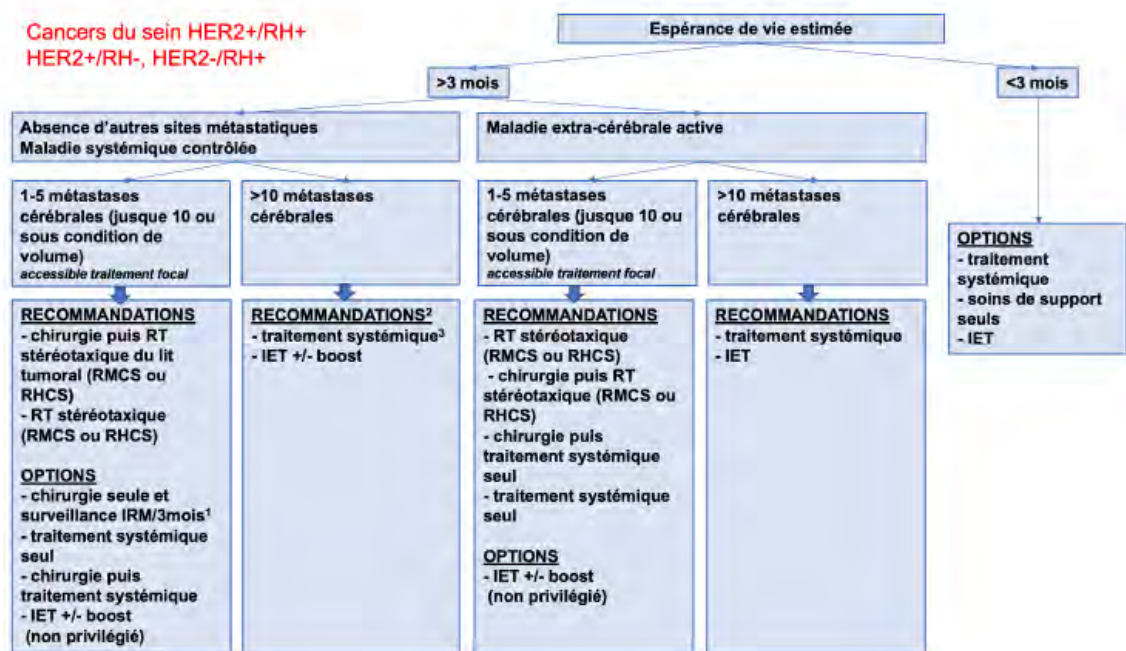 Cancers du sein HER2+/RH+
HER2+/RH-, HER2-/RH+
Espérance de vie estimée
>3 mois
<3 mois
Absence d'autres sites métastatiques
Maladie systémique contrôlée
Maladie extra-cérébrale active
1-5 métastases
cérébrales (jusque 10 ou
sous condition de
volume)
accessible traitement focal
>10 métastases
cérébrales
1-5 métastases
cérébrales (jusque 10 ou
sous condition de
volume)
accessible traitement focal
>10 métastases
cérébrales
OPTIONS
- traitement
systémique
- soins de support
seuls
- IET
RECOMMANDATIONS
- chirurgie puis RT
stéréotaxique du lit
tumoral (RMCS ou
RHCS)
- RT stéréotaxique
(RMCS ou RHCS)
OPTIONS
- chirurgie seule et
surveillance IRM/3mois¹
- traitement systémique
seul
- chirurgie puis
traitement systémique
- IET +/- boost
(non privilégié)
RECOMMANDATIONS²
- traitement systémique³
- IET +/- boost
RECOMMANDATIONS
- RT stéréotaxique
(RMCS ou RHCS)
- chirurgie puis RT
stéréotaxique (RMCS ou
RHCS)
- chirurgie puis
traitement systémique
seul
- traitement systémique
seul
OPTIONS
- IET +/- boost
(non privilégié)
RECOMMANDATIONS
- traitement systémique
- IET